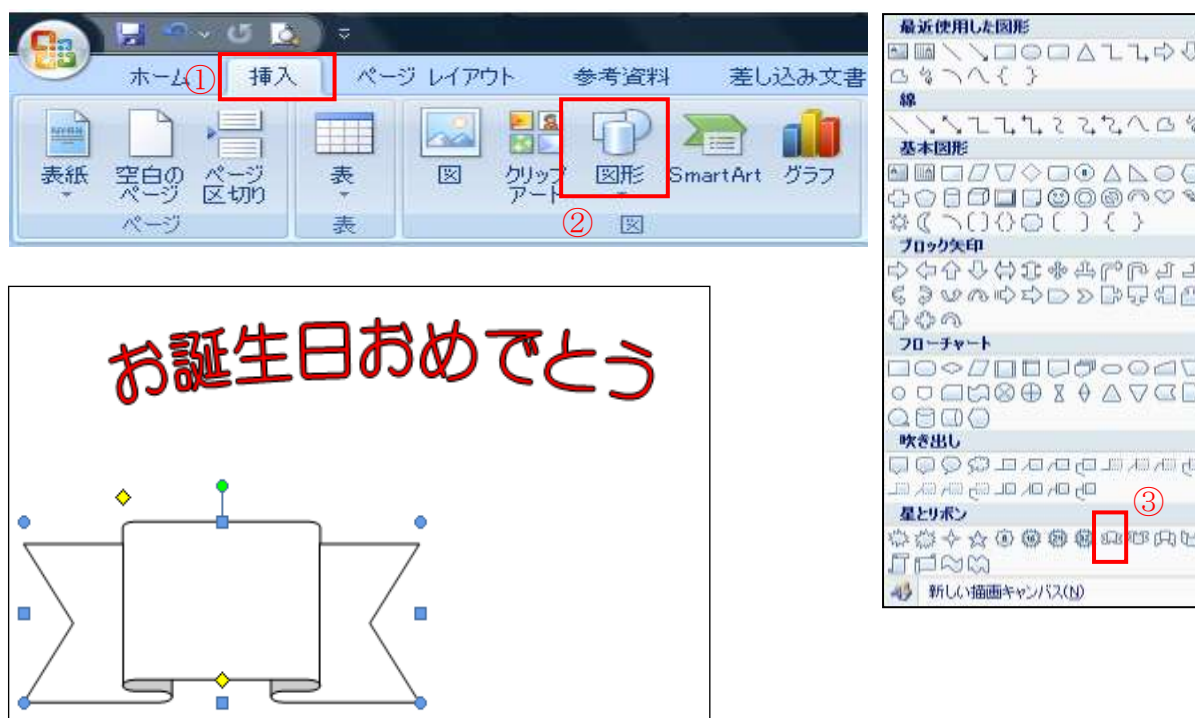 ホーム
①
挿入
ページ レイアウト
参考資料
差し込み文書
表紙
空白の
ページ
ページ
区切り
表
図
クリップ
アート
図形
SmartArt
グラフ
ページ
表
②
図
お誕生日おめでとう
最近使用した図形
線
基本図形
ブロック矢印
フローチャート
吹き出し
③
星とリボン
新しい描画キャンバス(N)